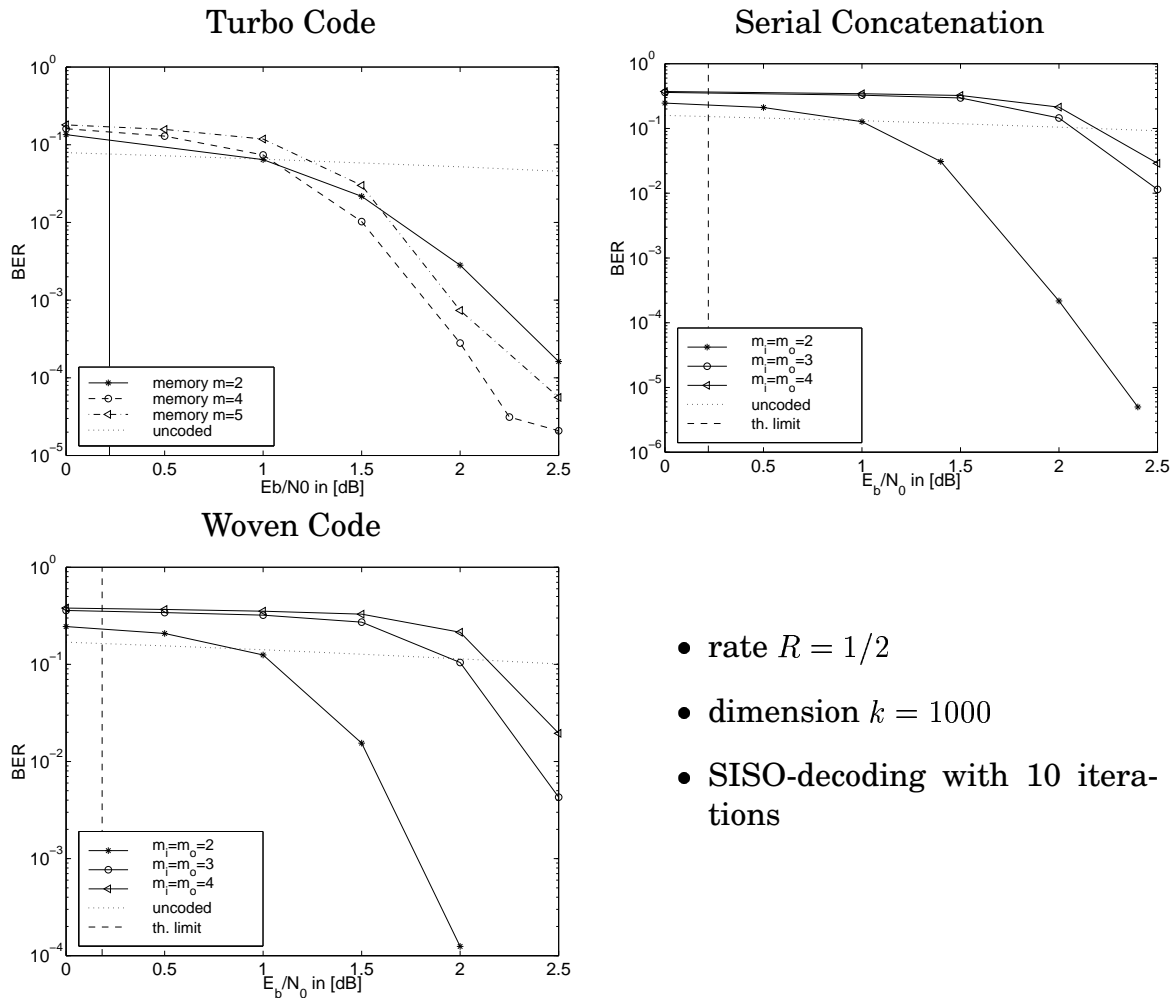 Turbo Code
10^0
10^-1
10^-2
10^-3
10^-4
10^-5
BER
memory m=2
memory m=4
memory m=5
uncoded
0 0.5 1 1.5 2 2.5
Eb/N0 in [dB]
Serial Concatenation
10^0
10^-1
10^-2
10^-3
10^-4
10^-5
10^-6
BER
m_i=m_o=2
m_i=m_o=3
m_i=m_o=4
uncoded
th. limit
0 0.5 1 1.5 2 2.5
E_b/N_0 in [dB]
Woven Code
10^0
10^-1
10^-2
10^-3
10^-4
BER
m_i=m_o=2
m_i=m_o=3
m_i=m_o=4
uncoded
th. limit
0 0.5 1 1.5 2 2.5
E_b/N_0 in [dB]
• rate R = 1/2
• dimension k = 1000
• SISO-decoding with 10 itera-
tions